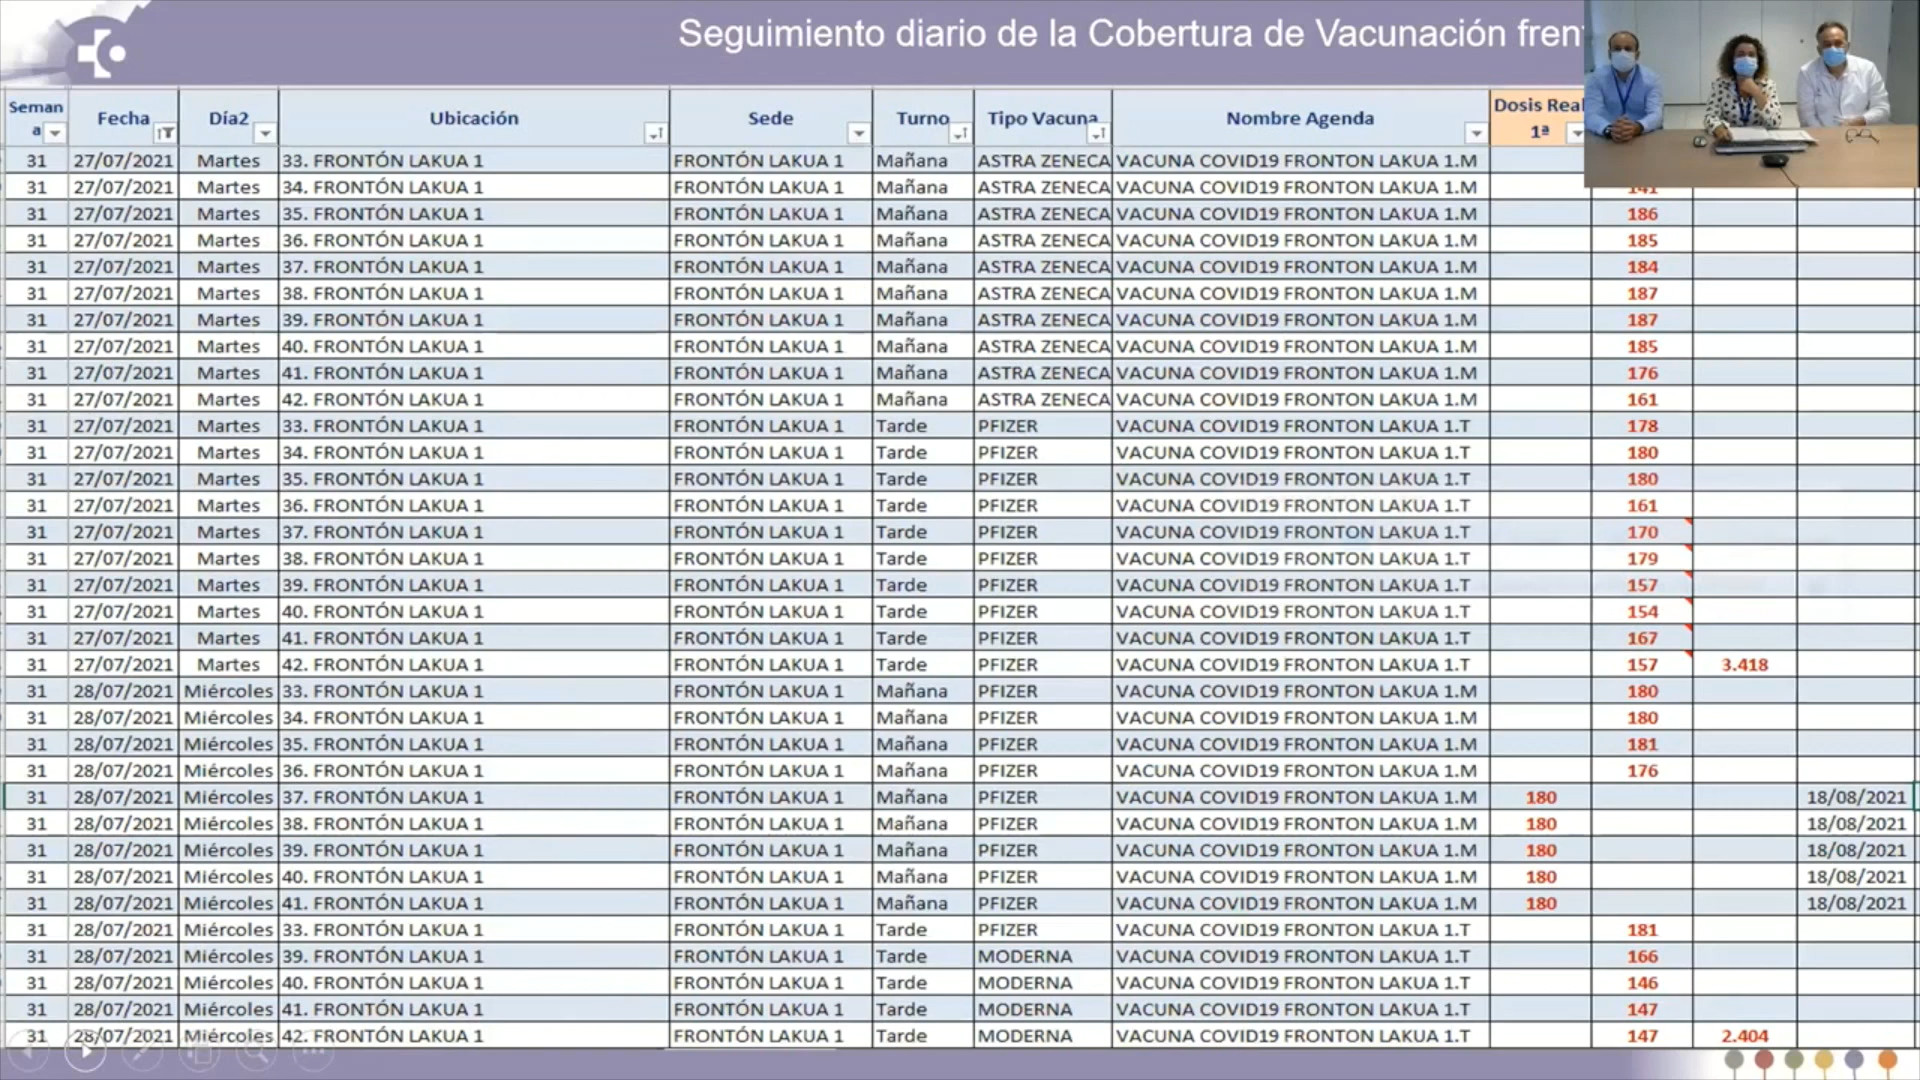 Seguimiento diario de la Cobertura de Vacunación
Seman a Fecha Día2 Ubicación Sede Turno Tipo Vacuna Nombre Agenda Dosis Real 1ª
31 27/07/2021 Martes 33. FRONTÓN LAKUA 1 FRONTÓN LAKUA 1 Mañana ASTRA ZENECA VACUNA COVID19 FRONTON LAKUA 1.M
31 27/07/2021 Martes 34. FRONTÓN LAKUA 1 FRONTÓN LAKUA 1 Mañana ASTRA ZENECA VACUNA COVID19 FRONTON LAKUA 1.M 141
31 27/07/2021 Martes 35. FRONTÓN LAKUA 1 FRONTÓN LAKUA 1 Mañana ASTRA ZENECA VACUNA COVID19 FRONTON LAKUA 1.M 186
31 27/07/2021 Martes 36. FRONTÓN LAKUA 1 FRONTÓN LAKUA 1 Mañana ASTRA ZENECA VACUNA COVID19 FRONTON LAKUA 1.M 185
31 27/07/2021 Martes 37. FRONTÓN LAKUA 1 FRONTÓN LAKUA 1 Mañana ASTRA ZENECA VACUNA COVID19 FRONTON LAKUA 1.M 184
31 27/07/2021 Martes 38. FRONTÓN LAKUA 1 FRONTÓN LAKUA 1 Mañana ASTRA ZENECA VACUNA COVID19 FRONTON LAKUA 1.M 187
31 27/07/2021 Martes 39. FRONTÓN LAKUA 1 FRONTÓN LAKUA 1 Mañana ASTRA ZENECA VACUNA COVID19 FRONTON LAKUA 1.M 187
31 27/07/2021 Martes 40. FRONTÓN LAKUA 1 FRONTÓN LAKUA 1 Mañana ASTRA ZENECA VACUNA COVID19 FRONTON LAKUA 1.M 185
31 27/07/2021 Martes 41. FRONTÓN LAKUA 1 FRONTÓN LAKUA 1 Mañana ASTRA ZENECA VACUNA COVID19 FRONTON LAKUA 1.M 176
31 27/07/2021 Martes 42. FRONTÓN LAKUA 1 FRONTÓN LAKUA 1 Mañana ASTRA ZENECA VACUNA COVID19 FRONTON LAKUA 1.M 161
31 27/07/2021 Martes 33. FRONTÓN LAKUA 1 FRONTÓN LAKUA 1 Tarde PFIZER VACUNA COVID19 FRONTON LAKUA 1.T 178
31 27/07/2021 Martes 34. FRONTÓN LAKUA 1 FRONTÓN LAKUA 1 Tarde PFIZER VACUNA COVID19 FRONTON LAKUA 1.T 180
31 27/07/2021 Martes 35. FRONTÓN LAKUA 1 FRONTÓN LAKUA 1 Tarde PFIZER VACUNA COVID19 FRONTON LAKUA 1.T 180
31 27/07/2021 Martes 36. FRONTÓN LAKUA 1 FRONTÓN LAKUA 1 Tarde PFIZER VACUNA COVID19 FRONTON LAKUA 1.T 161
31 27/07/2021 Martes 37. FRONTÓN LAKUA 1 FRONTÓN LAKUA 1 Tarde PFIZER VACUNA COVID19 FRONTON LAKUA 1.T 170
31 27/07/2021 Martes 38. FRONTÓN LAKUA 1 FRONTÓN LAKUA 1 Tarde PFIZER VACUNA COVID19 FRONTON LAKUA 1.T 179
31 27/07/2021 Martes 39. FRONTÓN LAKUA 1 FRONTÓN LAKUA 1 Tarde PFIZER VACUNA COVID19 FRONTON LAKUA 1.T 157
31 27/07/2021 Martes 40. FRONTÓN LAKUA 1 FRONTÓN LAKUA 1 Tarde PFIZER VACUNA COVID19 FRONTON LAKUA 1.T 154
31 27/07/2021 Martes 41. FRONTÓN LAKUA 1 FRONTÓN LAKUA 1 Tarde PFIZER VACUNA COVID19 FRONTON LAKUA 1.T 167
31 27/07/2021 Martes 42. FRONTÓN LAKUA 1 FRONTÓN LAKUA 1 Tarde PFIZER VACUNA COVID19 FRONTON LAKUA 1.T 157 3.418
31 28/07/2021 Miércoles 33. FRONTÓN LAKUA 1 FRONTÓN LAKUA 1 Mañana PFIZER VACUNA COVID19 FRONTON LAKUA 1.M 180
31 28/07/2021 Miércoles 34. FRONTÓN LAKUA 1 FRONTÓN LAKUA 1 Mañana PFIZER VACUNA COVID19 FRONTON LAKUA 1.M 180
31 28/07/2021 Miércoles 35. FRONTÓN LAKUA 1 FRONTÓN LAKUA 1 Mañana PFIZER VACUNA COVID19 FRONTON LAKUA 1.M 181
31 28/07/2021 Miércoles 36. FRONTÓN LAKUA 1 FRONTÓN LAKUA 1 Mañana PFIZER VACUNA COVID19 FRONTON LAKUA 1.M 176
31 28/07/2021 Miércoles 37. FRONTÓN LAKUA 1 FRONTÓN LAKUA 1 Mañana PFIZER VACUNA COVID19 FRONTON LAKUA 1.M 180 18/08/2021
31 28/07/2021 Miércoles 38. FRONTÓN LAKUA 1 FRONTÓN LAKUA 1 Mañana PFIZER VACUNA COVID19 FRONTON LAKUA 1.M 180 18/08/2021
31 28/07/2021 Miércoles 39. FRONTÓN LAKUA 1 FRONTÓN LAKUA 1 Mañana PFIZER VACUNA COVID19 FRONTON LAKUA 1.M 180 18/08/2021
31 28/07/2021 Miércoles 40. FRONTÓN LAKUA 1 FRONTÓN LAKUA 1 Mañana PFIZER VACUNA COVID19 FRONTON LAKUA 1.M 180 18/08/2021
31 28/07/2021 Miércoles 41. FRONTÓN LAKUA 1 FRONTÓN LAKUA 1 Mañana PFIZER VACUNA COVID19 FRONTON LAKUA 1.M 180 18/08/2021
31 28/07/2021 Miércoles 33. FRONTÓN LAKUA 1 FRONTÓN LAKUA 1 Tarde PFIZER VACUNA COVID19 FRONTON LAKUA 1.T 181
31 28/07/2021 Miércoles 39. FRONTÓN LAKUA 1 FRONTÓN LAKUA 1 Tarde MODERNA VACUNA COVID19 FRONTON LAKUA 1.T 166
31 28/07/2021 Miércoles 40. FRONTÓN LAKUA 1 FRONTÓN LAKUA 1 Tarde MODERNA VACUNA COVID19 FRONTON LAKUA 1.T 146
31 28/07/2021 Miércoles 41. FRONTÓN LAKUA 1 FRONTÓN LAKUA 1 Tarde MODERNA VACUNA COVID19 FRONTON LAKUA 1.T 147
31 28/07/2021 Miércoles 42. FRONTÓN LAKUA 1 FRONTÓN LAKUA 1 Tarde MODERNA VACUNA COVID19 FRONTON LAKUA 1.T 147 2.404